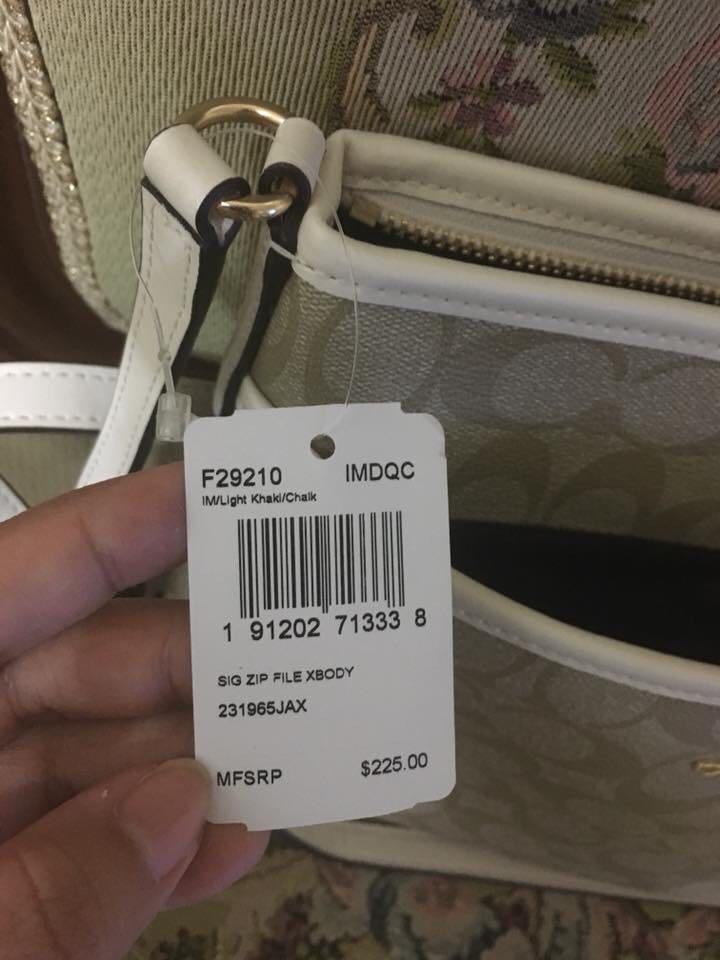 F29210 IMDQC
IM/Light Khaki/Chalk
1 91202 71333 8
SIG ZIP FILE XBODY
231965JAX
MFSRP $225.00